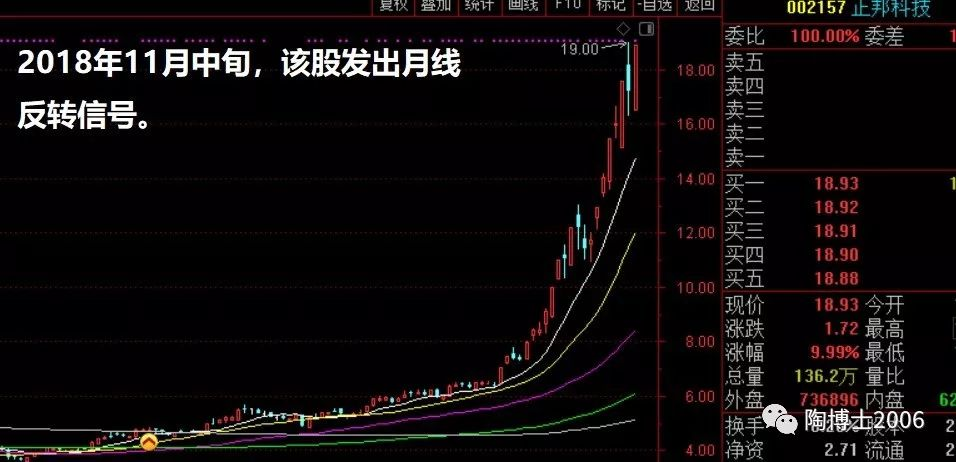 复权 叠加 统计 画线 F10 标记 -自选 返回
002157 正邦科技
2018年11月中旬，该股发出月线
反转信号。
19.00
18.00
16.00
14.00
12.00
10.00
8.00
6.00
4.00
委比 100.00% 委差
卖五
卖四
卖三
卖二
卖一
买一 18.93
买二 18.92
买三 18.91
买四 18.90
买五 18.88
现价 18.93 今开
涨跌 1.72 最高
涨幅 9.99% 最低
总量 136.2万 量比
外盘 736896 内盘
换手 股本
净资 2.71 流通
陶博士2006